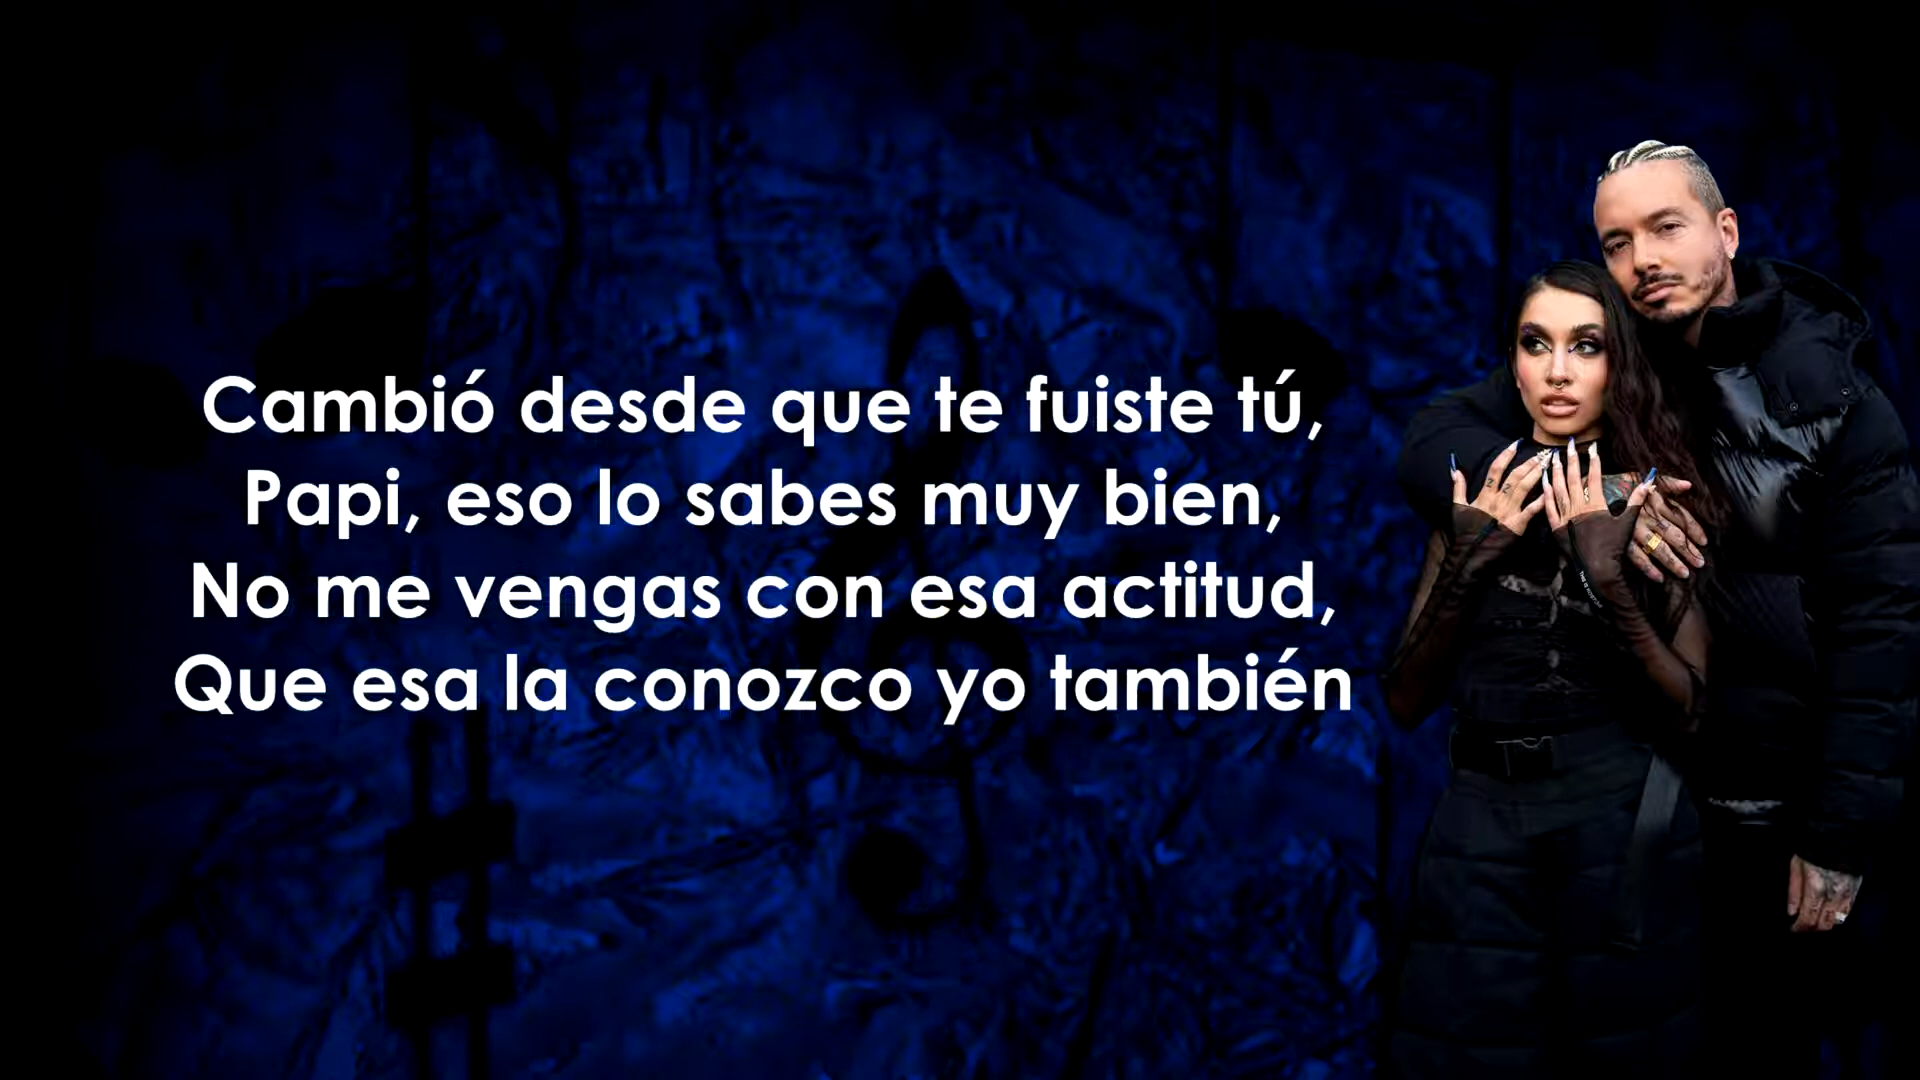 Cambió desde que te fuiste tú,
Papi, eso lo sabes muy bien,
No me vengas con esa actitud,
Que esa la conozco yo también